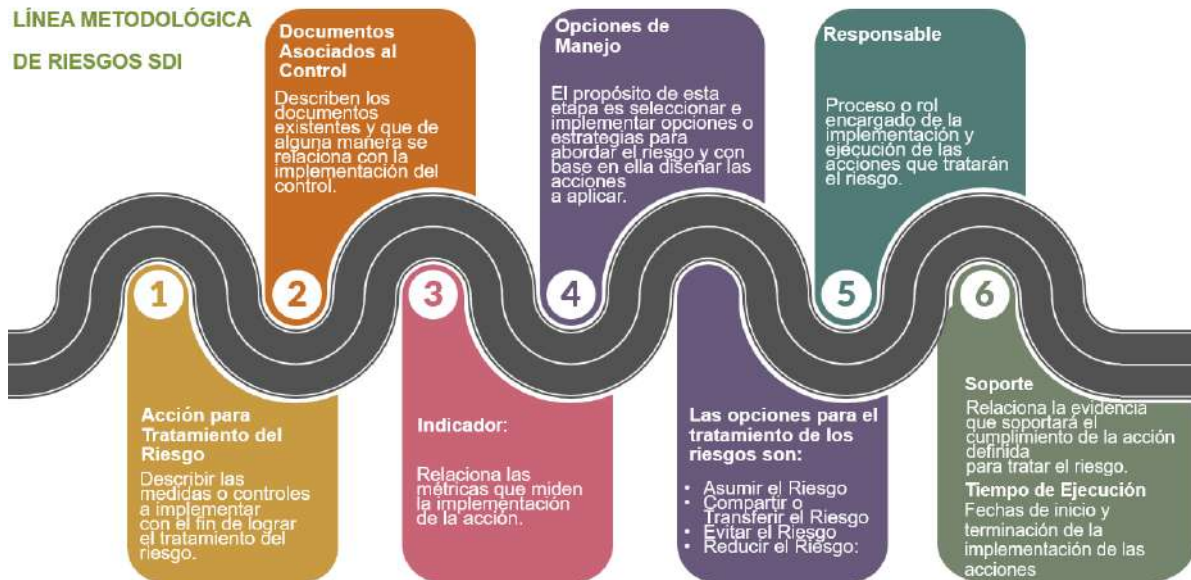 LÍNEA METODOLÓGICA
DE RIESGOS SDI
1
Acción para
Tratamiento del
Riesgo
Describir las
medidas o controles
a implementar
con el fin de lograr
el tratamiento del
riesgo.
Documentos
Asociados al
Control
Describen los
documentos
existentes y que de
alguna manera se
relaciona con la
implementación del
control.
2
3
Indicador:
Relaciona las
métricas que miden
la implementación
de la acción.
Opciones de
Manejo
El propósito de esta
etapa es seleccionar e
implementar opciones o
estrategias para
abordar el riesgo y con
base en ella diseñar las
acciones
a aplicar.
4
Las opciones para el
tratamiento de los
riesgos son:
• Asumir el Riesgo
• Compartir o
Transferir el Riesgo
• Evitar el Riesgo
• Reducir el Riesgo:
Responsable
Proceso o rol
encargado de la
implementación y
ejecución de las
acciones que tratarán
el riesgo.
5
6
Soporte
Relaciona la evidencia
que soportará el
cumplimiento de la acción
definida
para tratar el riesgo.
Tiempo de Ejecución
Fechas de inicio y
terminación de la
implementación de las
acciones